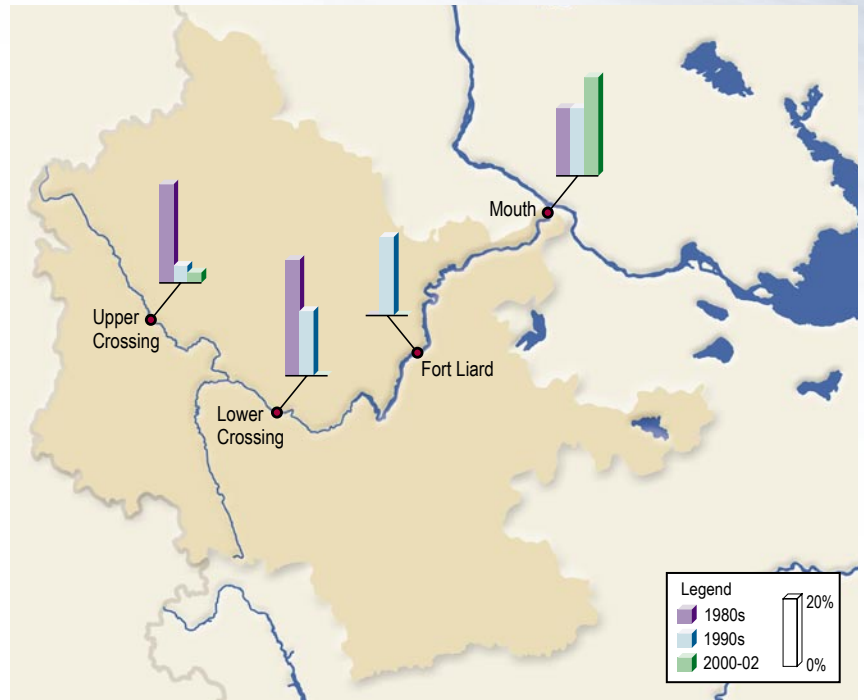 Mouth
Upper
Crossing
Fort Liard
Lower
Crossing
Legend
1980s
1990s
2000-02
20%
0%